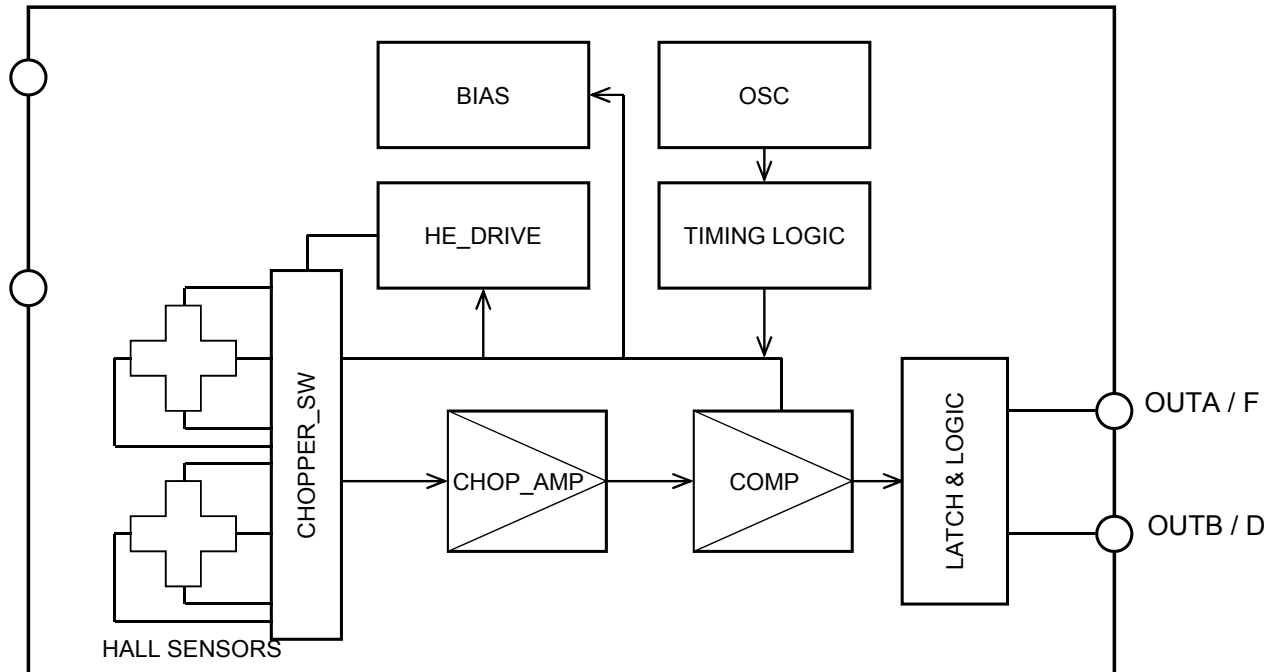 BIAS
OSC
HE_DRIVE
TIMING LOGIC
CHOPPER_SW
CHOP_AMP
COMP
LATCH & LOGIC
OUTA / F
OUTB / D
HALL SENSORS